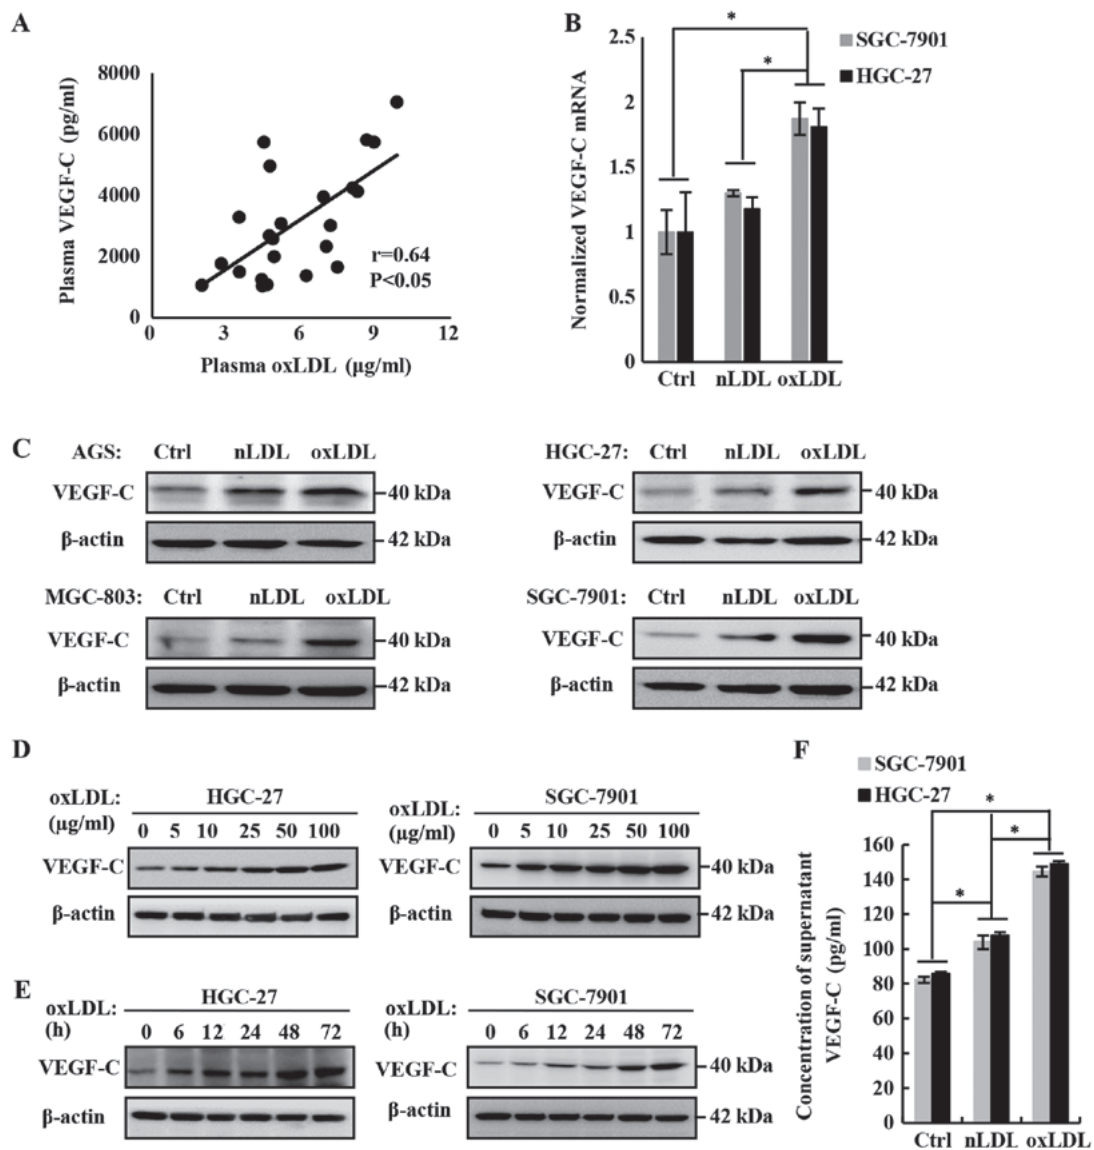 A
Plasma VEGF-C (pg/ml)
8000
6000
4000
2000
0
r=0.64
P<0.05
0 3 6 9 12
Plasma oxLDL (μg/ml)
B
Normalized VEGF-C mRNA
2.5
2
1.5
1
0.5
0
*
*
SGC-7901
HGC-27
Ctrl nLDL oxLDL
C
AGS: Ctrl nLDL oxLDL
VEGF-C 40 kDa
β-actin 42 kDa
HGC-27: Ctrl nLDL oxLDL
VEGF-C 40 kDa
β-actin 42 kDa
MGC-803: Ctrl nLDL oxLDL
VEGF-C 40 kDa
β-actin 42 kDa
SGC-7901: Ctrl nLDL oxLDL
VEGF-C 40 kDa
β-actin 42 kDa
D
oxLDL: HGC-27
(μg/ml) 0 5 10 25 50 100
VEGF-C
β-actin
oxLDL: SGC-7901
(μg/ml) 0 5 10 25 50 100
VEGF-C 40 kDa
β-actin 42 kDa
E
oxLDL: HGC-27
(h) 0 6 12 24 48 72
VEGF-C
β-actin
oxLDL: SGC-7901
(h) 0 6 12 24 48 72
VEGF-C 40 kDa
β-actin 42 kDa
F
SGC-7901
HGC-27
*
*
*
Concentration of supernatant
VEGF-C (pg/ml)
160
140
120
100
80
60
40
20
0
Ctrl nLDL oxLDL